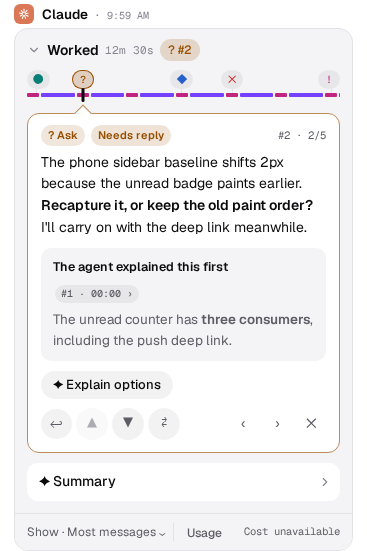 Claude · 9:59 AM
Worked 12m 30s ? #2
? !
? Ask Needs reply #2 · 2/5
The phone sidebar baseline shifts 2px
because the unread badge paints earlier.
Recapture it, or keep the old paint order?
I'll carry on with the deep link meanwhile.
The agent explained this first
#1 · 00:00 ›
The unread counter has three consumers,
including the push deep link.
Explain options
Summary
Show · Most messages Usage Cost unavailable